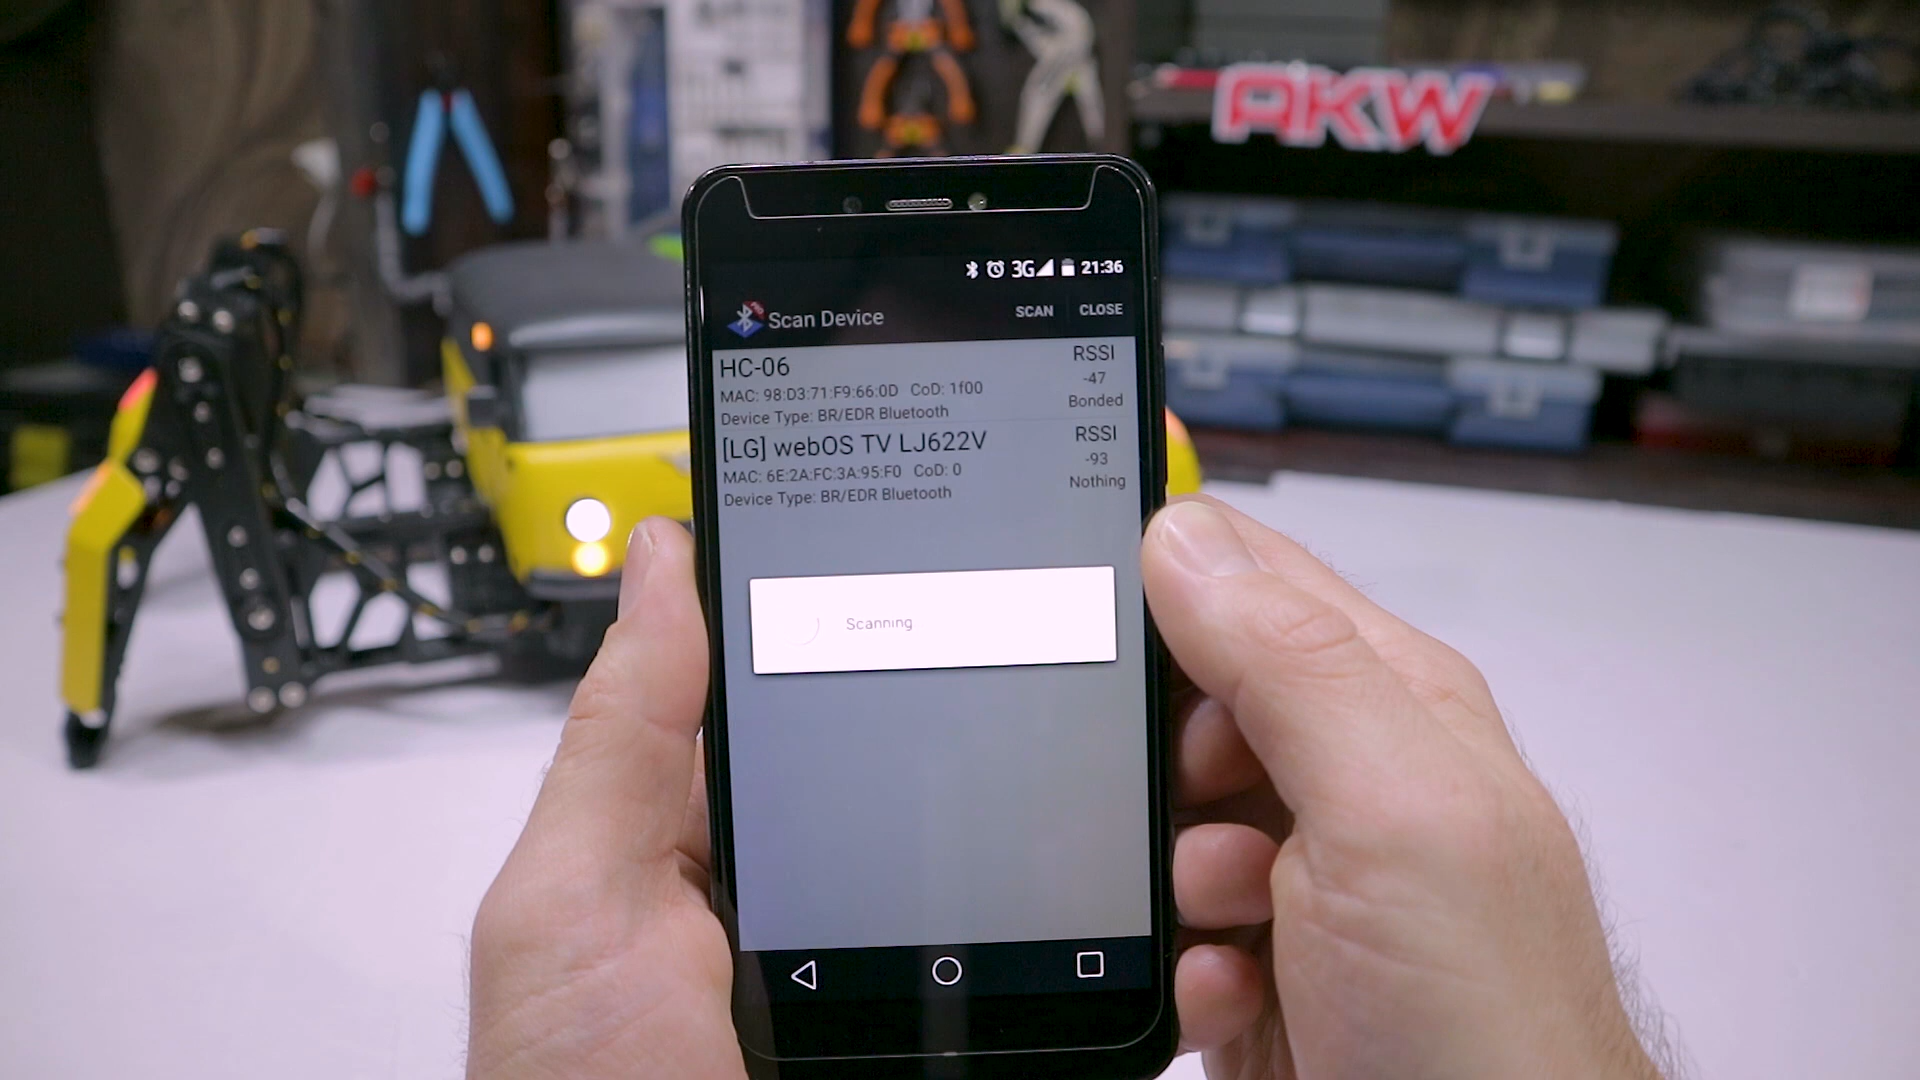 AKW
3G 21:36
Scan Device SCAN CLOSE
HC-06 RSSI
MAC: 98:D3:71:F9:66:0D CoD: 1f00 -47
Device Type: BR/EDR Bluetooth Bonded
[LG] webOS TV LJ622V RSSI
MAC: 6E:2A:FC:3A:95:F0 CoD: 0 -93
Device Type: BR/EDR Bluetooth Nothing
Scanning